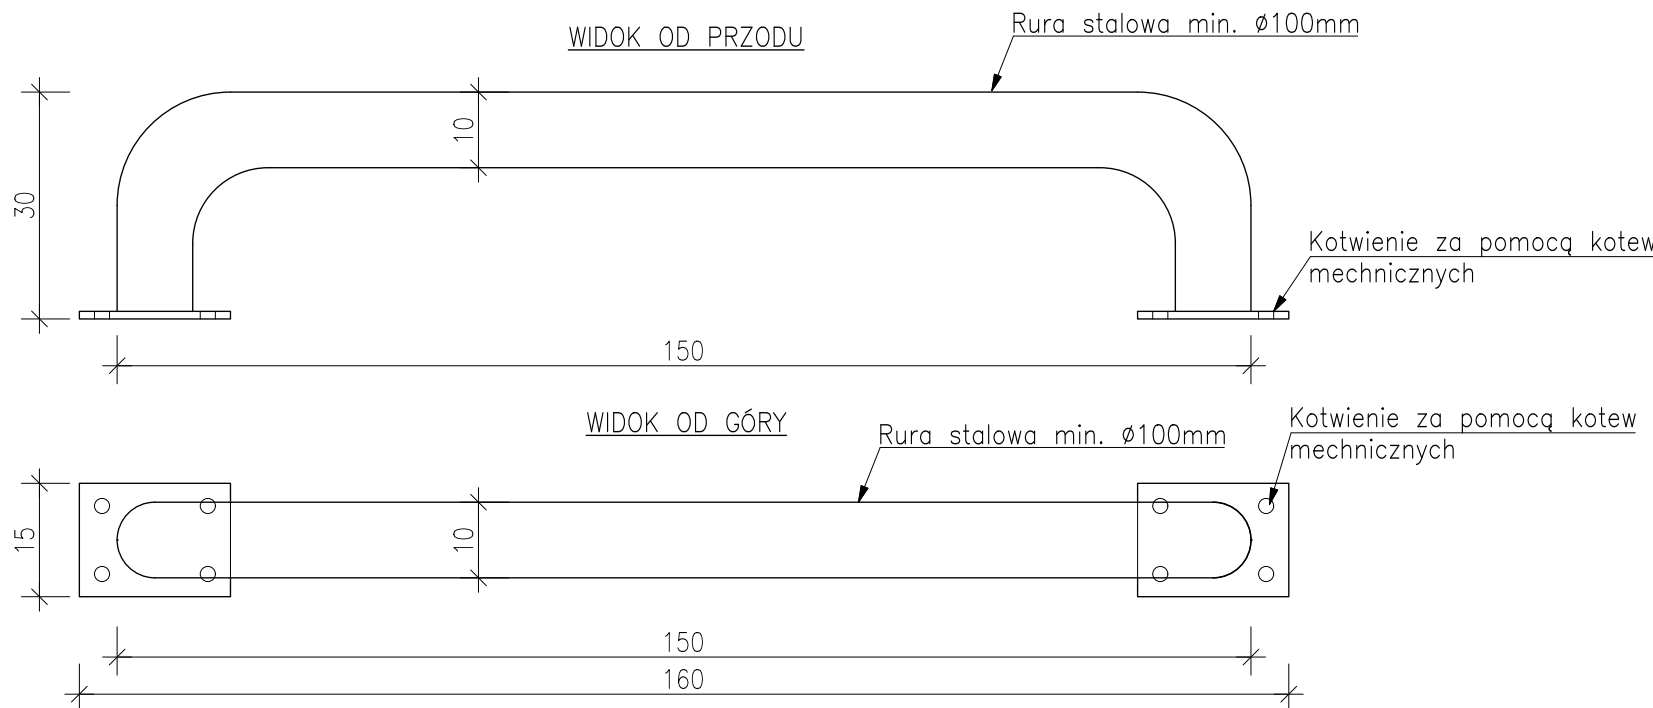 WIDOK OD PRZODU
Rura stalowa min. ø100mm
10
30
Kotwienie za pomocą kotew
mechnicznych
150
WIDOK OD GÓRY
Rura stalowa min. ø100mm
Kotwienie za pomocą kotew
mechnicznych
15
10
150
160